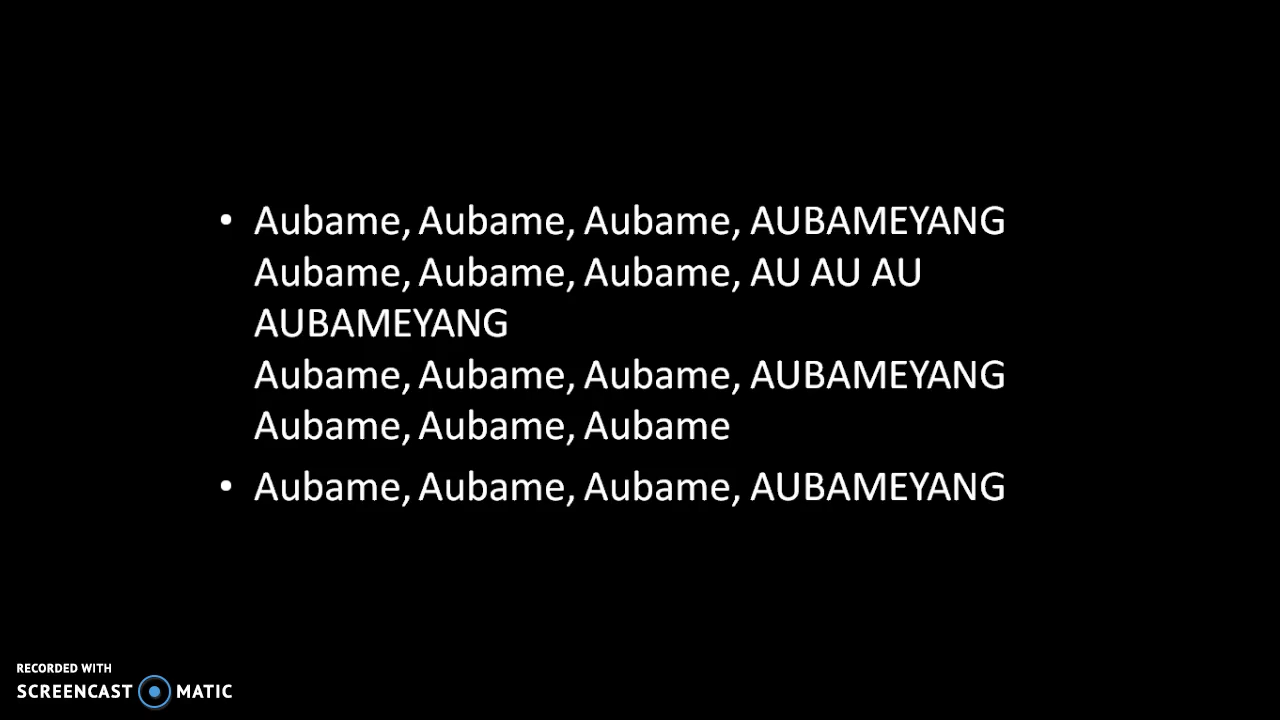 • Aubame, Aubame, Aubame, AUBAMEYANG
Aubame, Aubame, Aubame, AU AU AU
AUBAMEYANG
Aubame, Aubame, Aubame, AUBAMEYANG
Aubame, Aubame, Aubame
• Aubame, Aubame, Aubame, AUBAMEYANG
RECORDED WITH
SCREENCAST MATIC